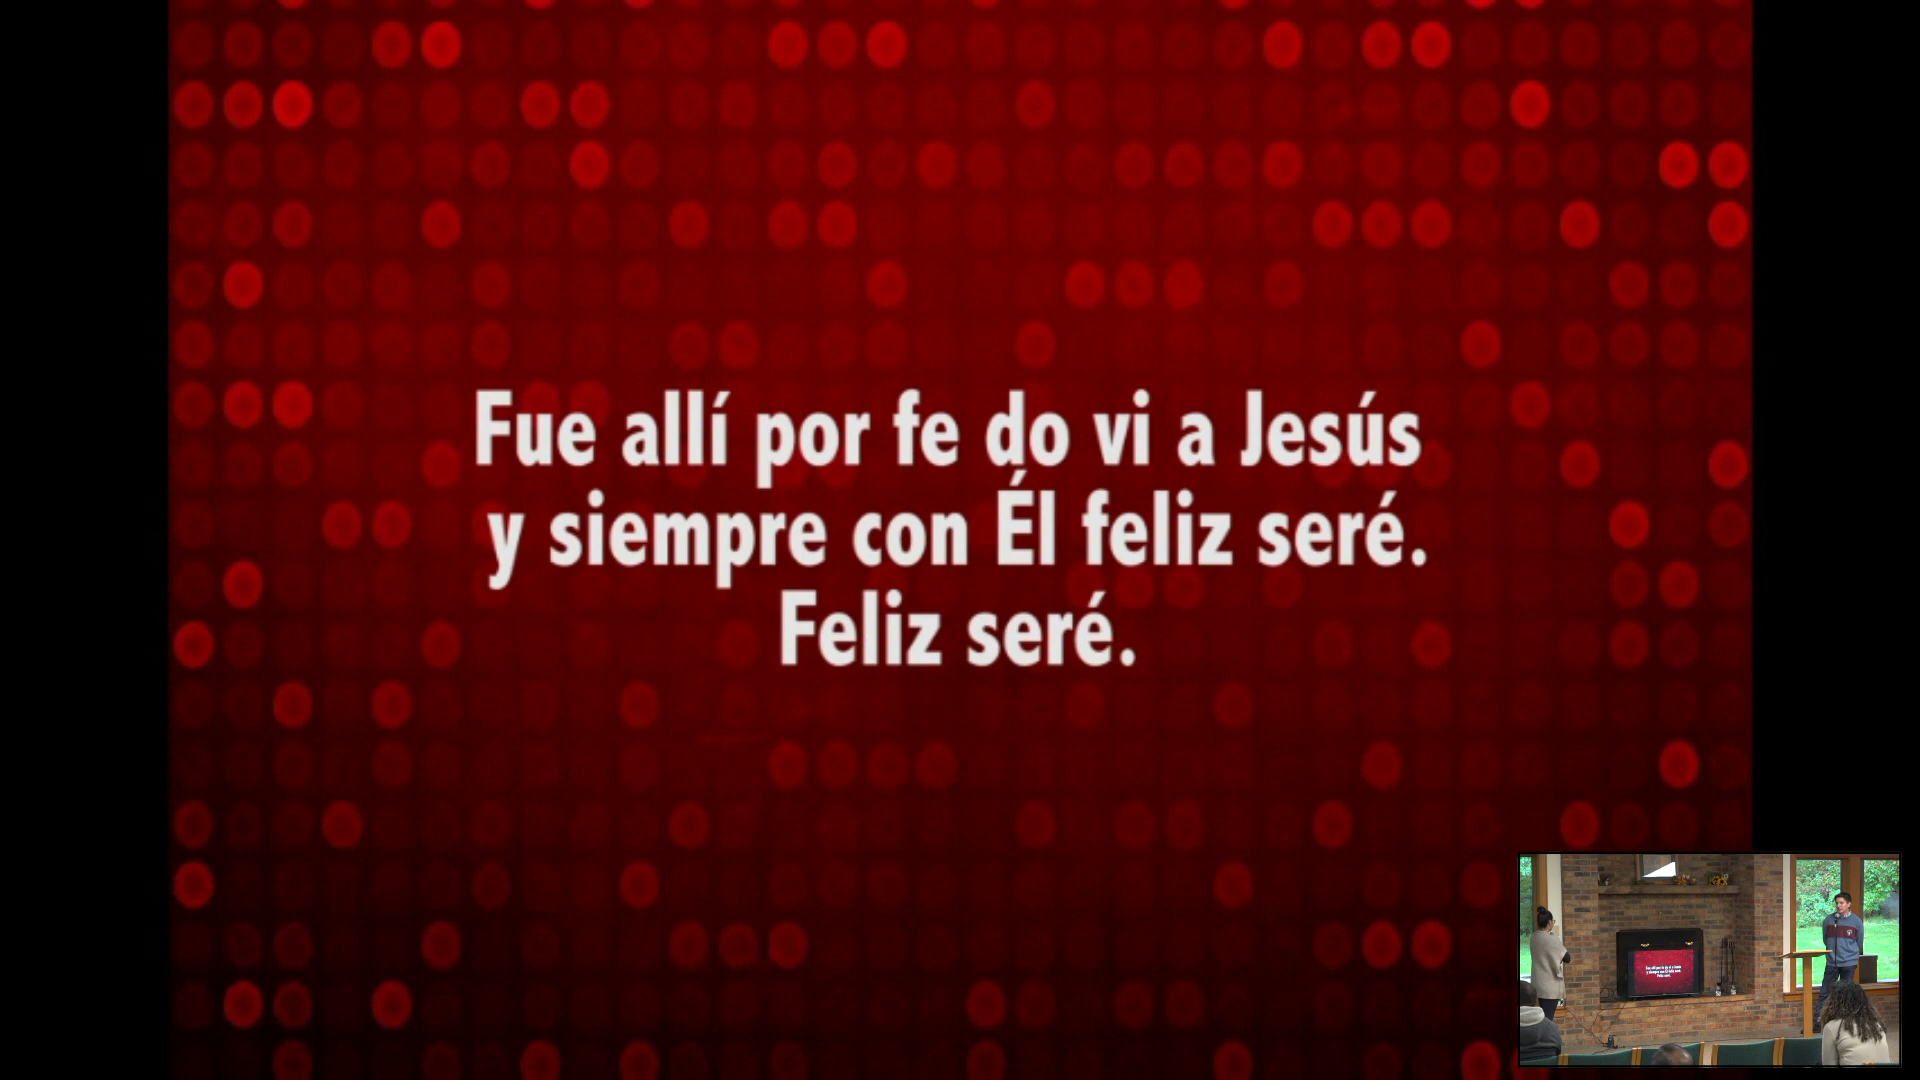 Fue allí por fe do vi a Jesús
y siempre con Él feliz seré.
Feliz seré.